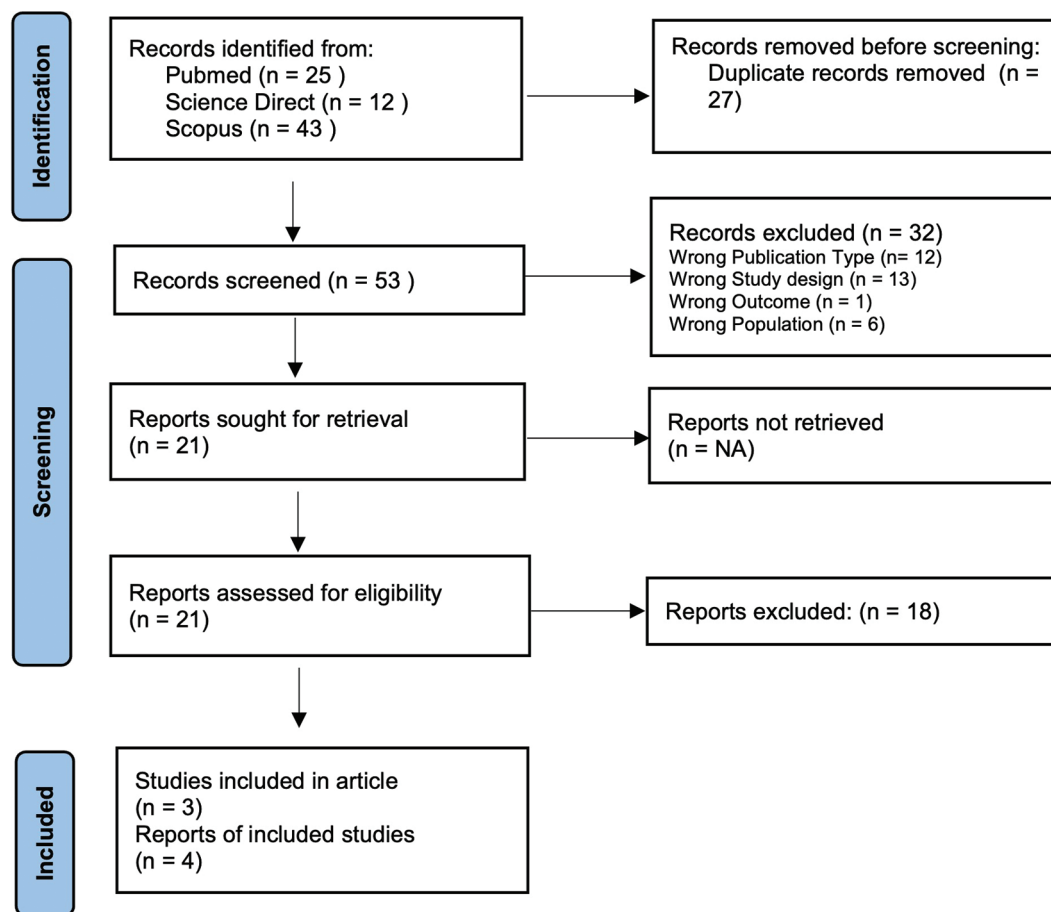 Identification
Records identified from:
Pubmed (n = 25 )
Science Direct (n = 12 )
Scopus (n = 43 )
Records removed before screening:
Duplicate records removed (n =
27)
Screening
Records screened (n = 53 )
Records excluded (n = 32)
Wrong Publication Type (n= 12)
Wrong Study design (n = 13)
Wrong Outcome (n = 1)
Wrong Population (n = 6)
Reports sought for retrieval
(n = 21)
Reports not retrieved
(n = NA)
Reports assessed for eligibility
(n = 21)
Reports excluded: (n = 18)
Included
Studies included in article
(n = 3)
Reports of included studies
(n = 4)